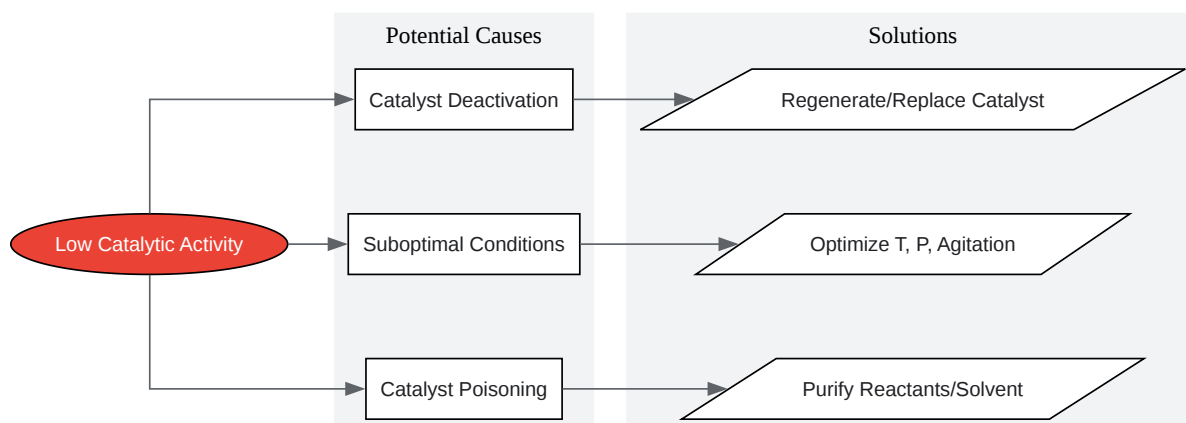 Potential Causes
Solutions
Catalyst Deactivation
Regenerate/Replace Catalyst
Low Catalytic Activity
Suboptimal Conditions
Optimize T, P, Agitation
Catalyst Poisoning
Purify Reactants/Solvent